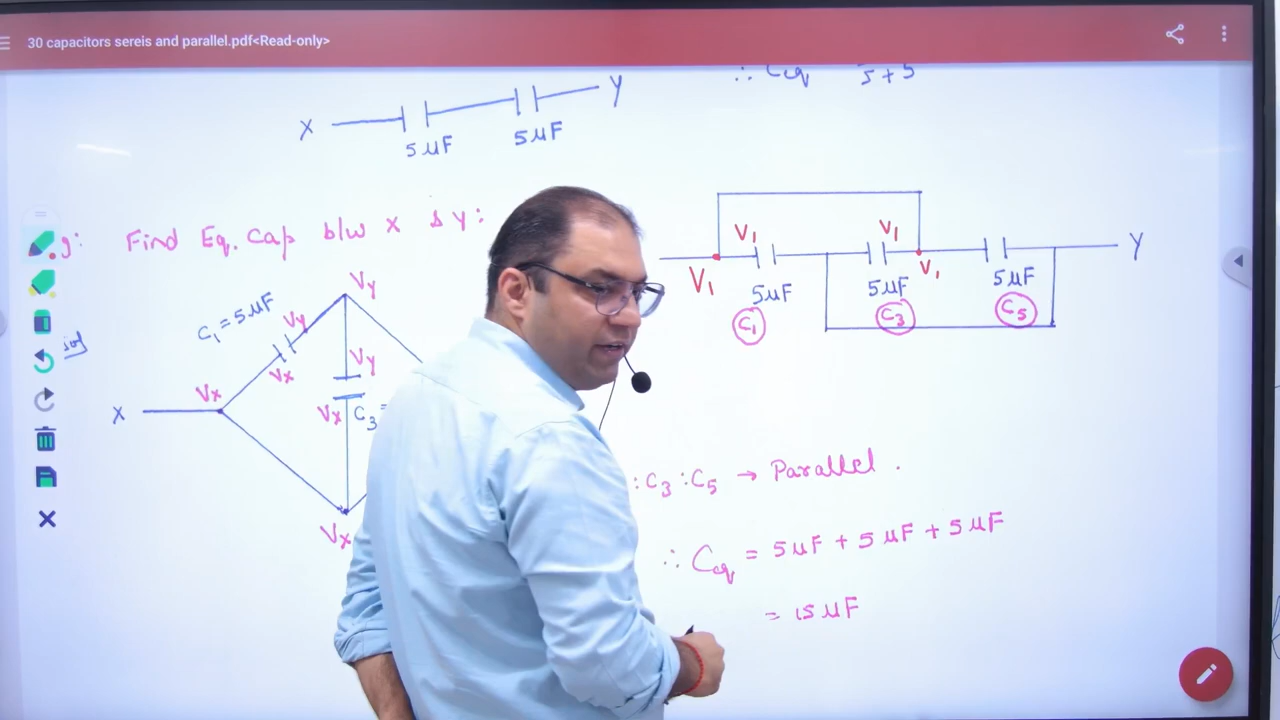 30 capacitors sereis and parallel.pdf<Read-only>
∴ Ceq 5+5
X Y
5 μF 5 μF
g: Find Eq. Cap b/w X & Y:
C₁ = 5 μF
Vy
Vy
Vx
Vx
Vy
Vx C₃=
X
Vx
V₁ V₁
V₁ V₁
Y
5 μF 5 μF 5 μF
C₁ C₃ C₅
: C₃ : C₅ → Parallel .
∴ Ceq = 5 μF + 5 μF + 5 μF
= 15 μF